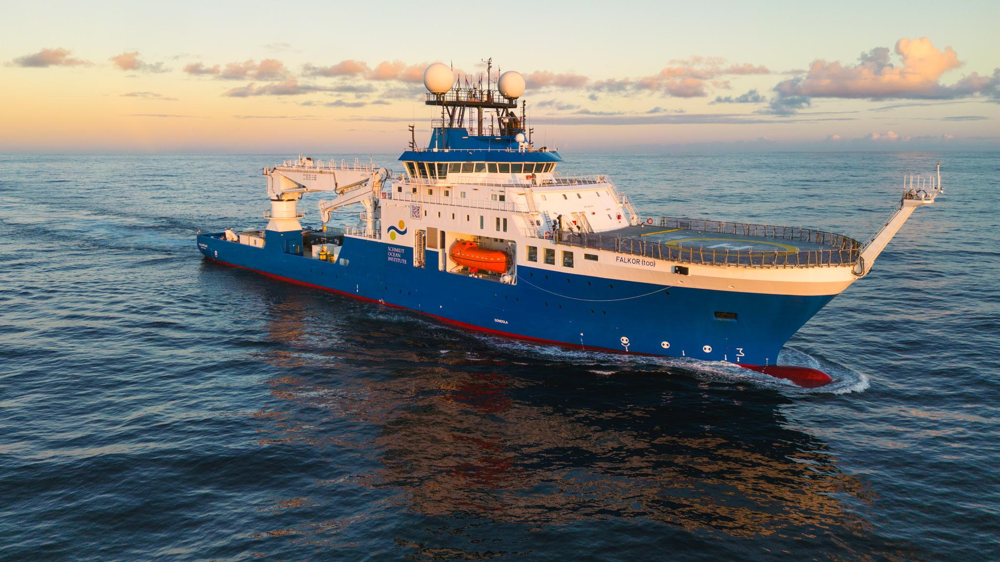 SCHMIDT
OCEAN
INSTITUTE
FALKOR (too)
GONDOLA
H